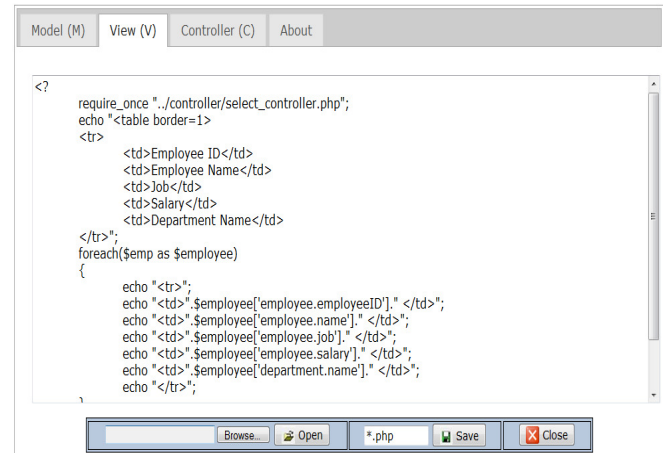 Model (M) View (V) Controller (C) About
<?
require_once "../controller/select_controller.php";
echo "<table border=1>
<tr>
<td>Employee ID</td>
<td>Employee Name</td>
<td>Job</td>
<td>Salary</td>
<td>Department Name</td>
</tr>";
foreach($emp as $employee)
{
echo "<tr>";
echo "<td>".$employee['employee.employeeID']." </td>";
echo "<td>".$employee['employee.name']." </td>";
echo "<td>".$employee['employee.job']." </td>";
echo "<td>".$employee['employee.salary']." </td>";
echo "<td>".$employee['department.name']." </td>";
echo "</tr>";
}
Browse... Open *.php Save Close